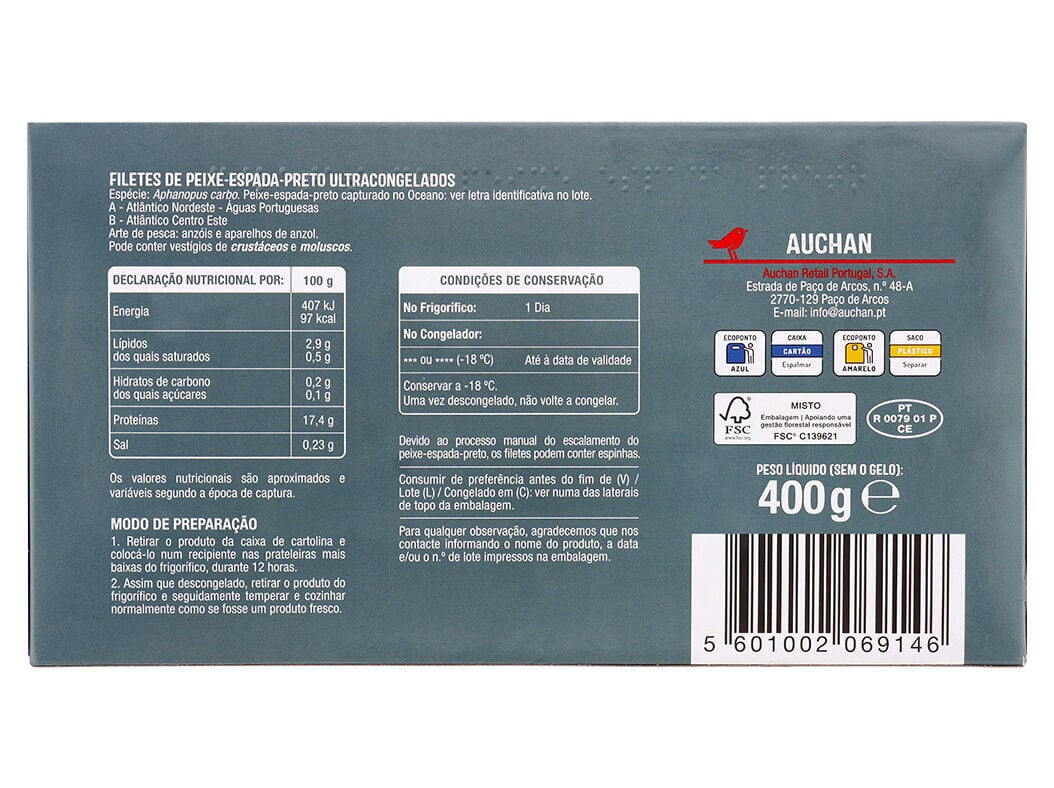 FILETES DE PEIXE-ESPADA-PRETO ULTRACONGELADOS
Espécie: Aphanopus carbo. Peixe-espada-preto capturado no Oceano: ver letra identificativa no lote.
A - Atlântico Nordeste - Águas Portuguesas
B - Atlântico Centro Este
Arte de pesca: anzóis e aparelhos de anzol.
Pode conter vestígios de crustáceos e moluscos.
DECLARAÇÃO NUTRICIONAL POR: 100 g
Energia 407 kJ
97 kcal
Lípidos 2,9 g
dos quais saturados 0,5 g
Hidratos de carbono 0,2 g
dos quais açúcares 0,1 g
Proteínas 17,4 g
Sal 0,23 g
Os valores nutricionais são aproximados e
variáveis segundo a época de captura.
MODO DE PREPARAÇÃO
1. Retirar o produto da caixa de cartolina e
colocá-lo num recipiente nas prateleiras mais
baixas do frigorífico, durante 12 horas.
2. Assim que descongelado, retirar o produto do
frigorífico e seguidamente temperar e cozinhar
normalmente como se fosse um produto fresco.
CONDIÇÕES DE CONSERVAÇÃO
No Frigorífico: 1 Dia
No Congelador:
*** ou **** (-18 ºC) Até à data de validade
Conservar a -18 ºC.
Uma vez descongelado, não volte a congelar.
Devido ao processo manual do escalamento do
peixe-espada-preto, os filetes podem conter espinhas.
Consumir de preferência antes do fim de (V) /
Lote (L) / Congelado em (C): ver numa das laterais
de topo da embalagem.
Para qualquer observação, agradecemos que nos
contacte informando o nome do produto, a data
e/ou o n.º de lote impressos na embalagem.
AUCHAN
Auchan Retail Portugal, S.A.
Estrada de Paço de Arcos, n.º 48-A
2770-129 Paço de Arcos
E-mail: info@auchan.pt
ECOPONTO
AZUL
CAIXA
CARTÃO
Espalmar
ECOPONTO
AMARELO
SACO
PLÁSTICO
Separar
FSC
www.fsc.org
MISTO
Embalagem | Apoiando uma
gestão florestal responsável
FSC® C139621
PT
R 0079 01 P
CE
PESO LÍQUIDO (SEM O GELO):
400 g ℮
5 601002 069146